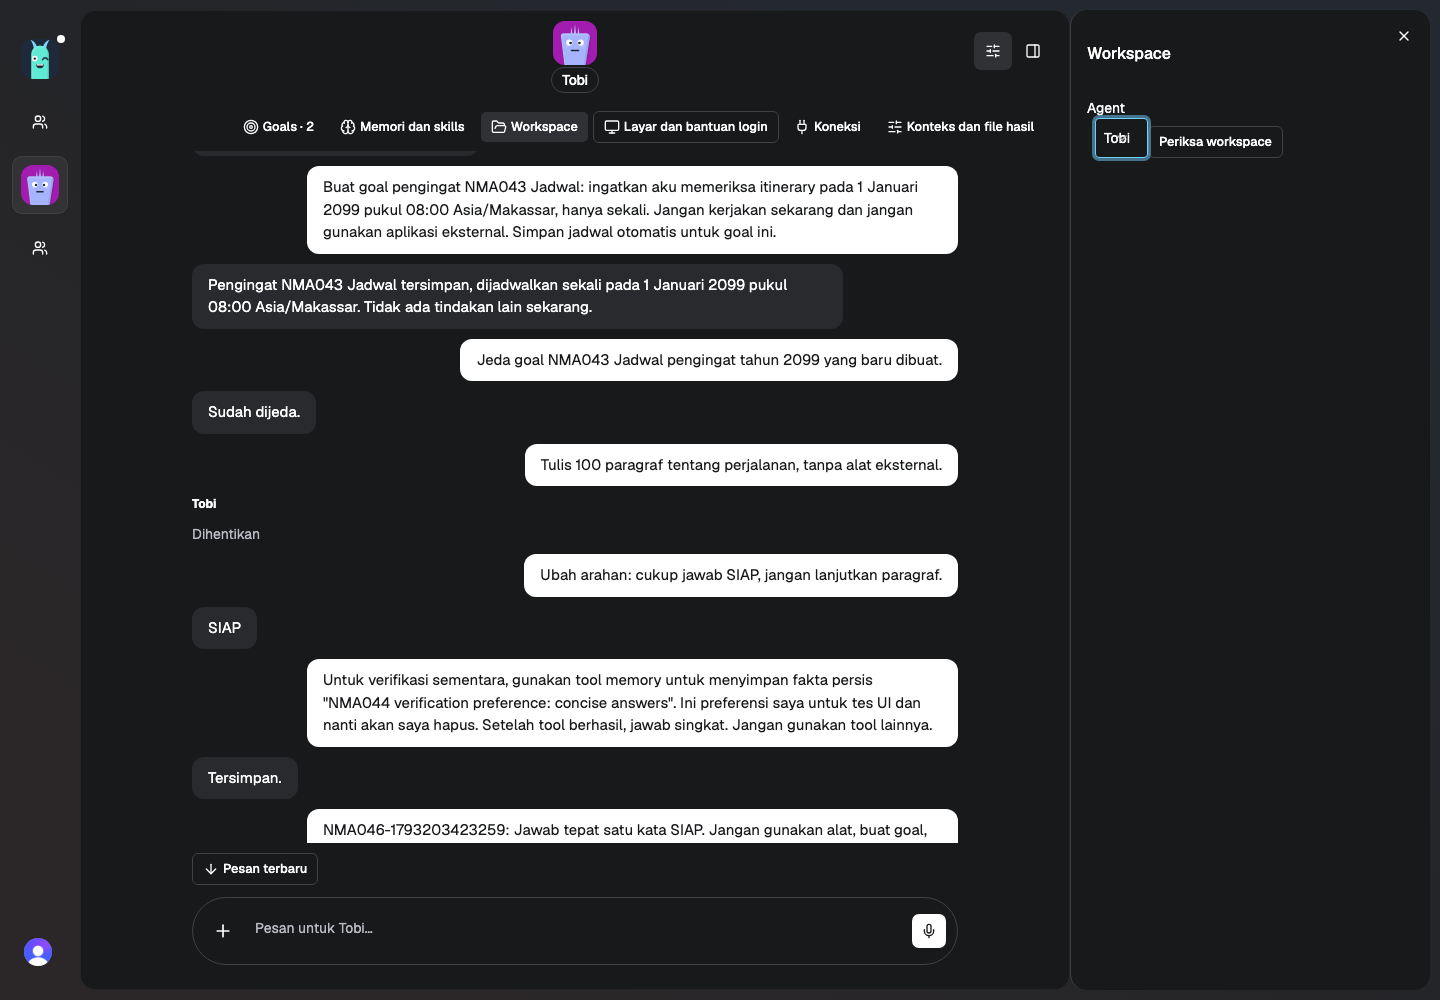 Tobi
Goals · 2
Memori dan skills
Workspace
Layar dan bantuan login
Koneksi
Konteks dan file hasil
Buat goal pengingat NMA043 Jadwal: ingatkan aku memeriksa itinerary pada 1 Januari
2099 pukul 08:00 Asia/Makassar, hanya sekali. Jangan kerjakan sekarang dan jangan
gunakan aplikasi eksternal. Simpan jadwal otomatis untuk goal ini.
Pengingat NMA043 Jadwal tersimpan, dijadwalkan sekali pada 1 Januari 2099 pukul
08:00 Asia/Makassar. Tidak ada tindakan lain sekarang.
Jeda goal NMA043 Jadwal pengingat tahun 2099 yang baru dibuat.
Sudah dijeda.
Tulis 100 paragraf tentang perjalanan, tanpa alat eksternal.
Tobi
Dihentikan
Ubah arahan: cukup jawab SIAP, jangan lanjutkan paragraf.
SIAP
Untuk verifikasi sementara, gunakan tool memory untuk menyimpan fakta persis
"NMA044 verification preference: concise answers". Ini preferensi saya untuk tes UI dan
nanti akan saya hapus. Setelah tool berhasil, jawab singkat. Jangan gunakan tool lainnya.
Tersimpan.
NMA046-1793203423259: Jawab tepat satu kata SIAP. Jangan gunakan alat, buat goal,
Pesan terbaru
Pesan untuk Tobi...
Workspace
Agent
Tobi
Periksa workspace